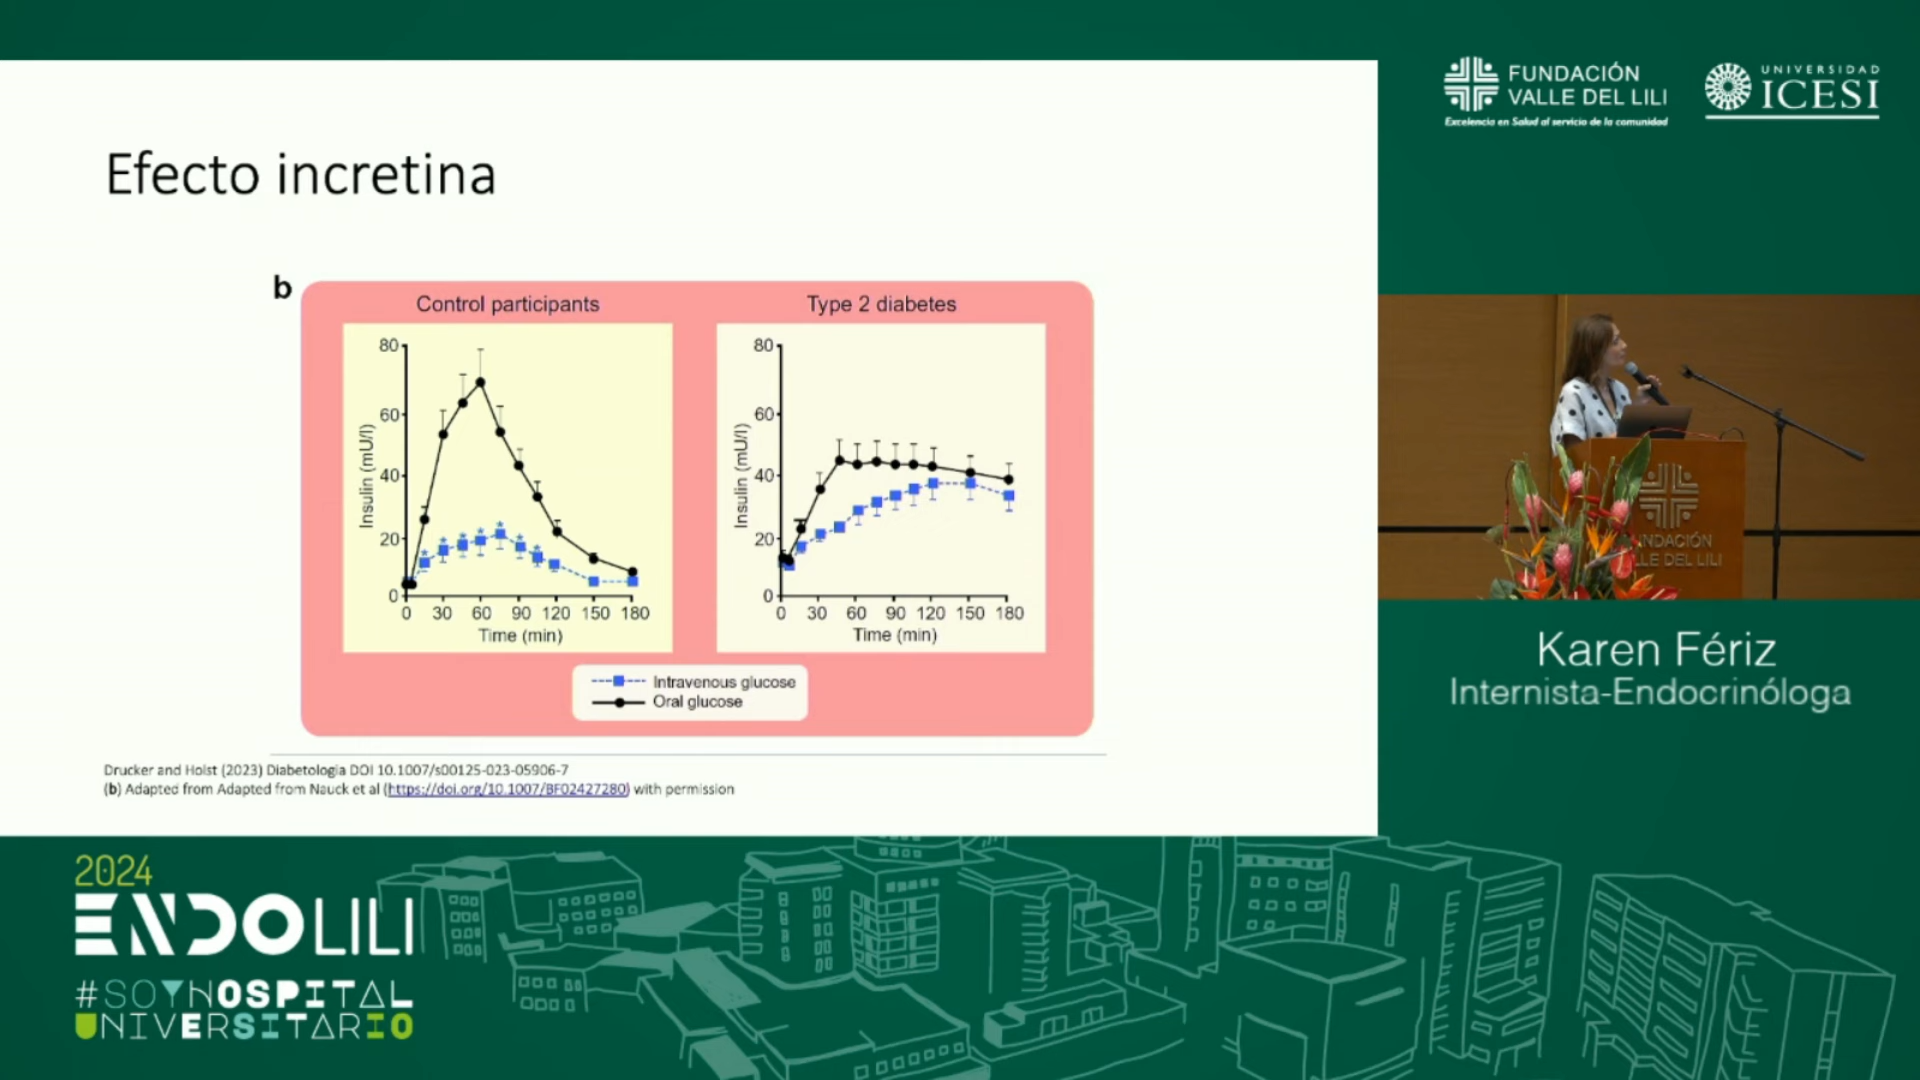 FUNDACIÓN
VALLE DEL LILI
Excelencia en Salud al servicio de la comunidad
UNIVERSIDAD
ICESI
Efecto incretina
b
Control participants
Type 2 diabetes
80
60
40
20
0
Insulin (mU/l)
0 30 60 90 120 150 180
Time (min)
80
60
40
20
0
Insulin (mU/l)
0 30 60 90 120 150 180
Time (min)
Intravenous glucose
Oral glucose
Drucker and Holst (2023) Diabetologia DOI 10.1007/s00125-023-05906-7
(b) Adapted from Adapted from Nauck et al (https://doi.org/10.1007/BF02427280) with permission
NDACIÓN
LLE DEL LILI
Karen Fériz
Internista-Endocrinóloga
2024
ENDOLILI
#SOYHOSPITAL
UNIVERSITARIO